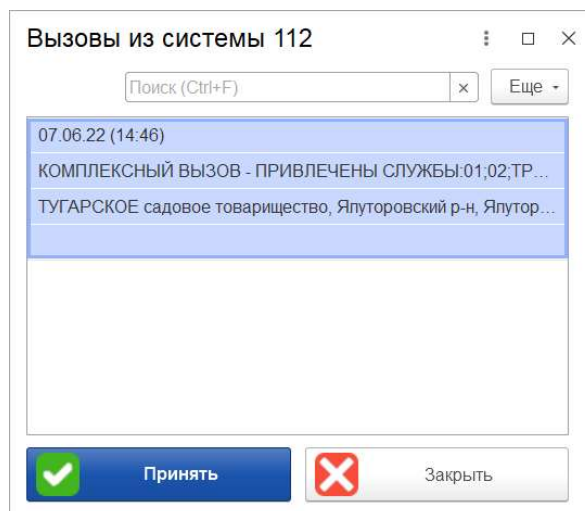 Вызовы из системы 112
Поиск (Ctrl+F)
Еще
07.06.22 (14:46)
КОМПЛЕКСНЫЙ ВЫЗОВ - ПРИВЛЕЧЕНЫ СЛУЖБЫ:01;02;ТР...
ТУГАРСКОЕ садовое товарищество, Ялуторовский р-н, Ялутор...
Принять
Закрыть